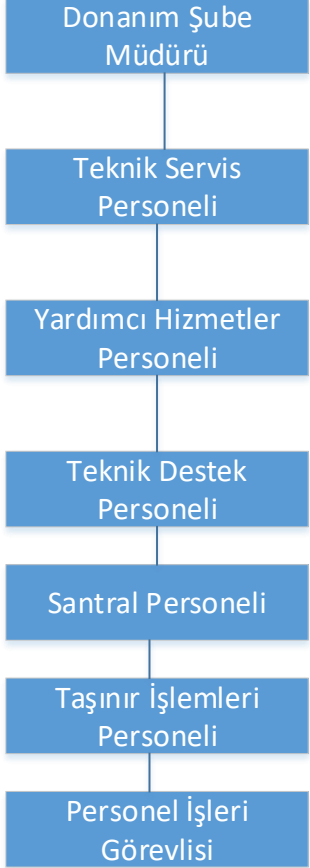 Donanım Şube
Müdürü
Teknik Servis
Personeli
Yardımcı Hizmetler
Personeli
Teknik Destek
Personeli
Santral Personeli
Taşınır İşlemleri
Personeli
Personel İşleri
Görevlisi